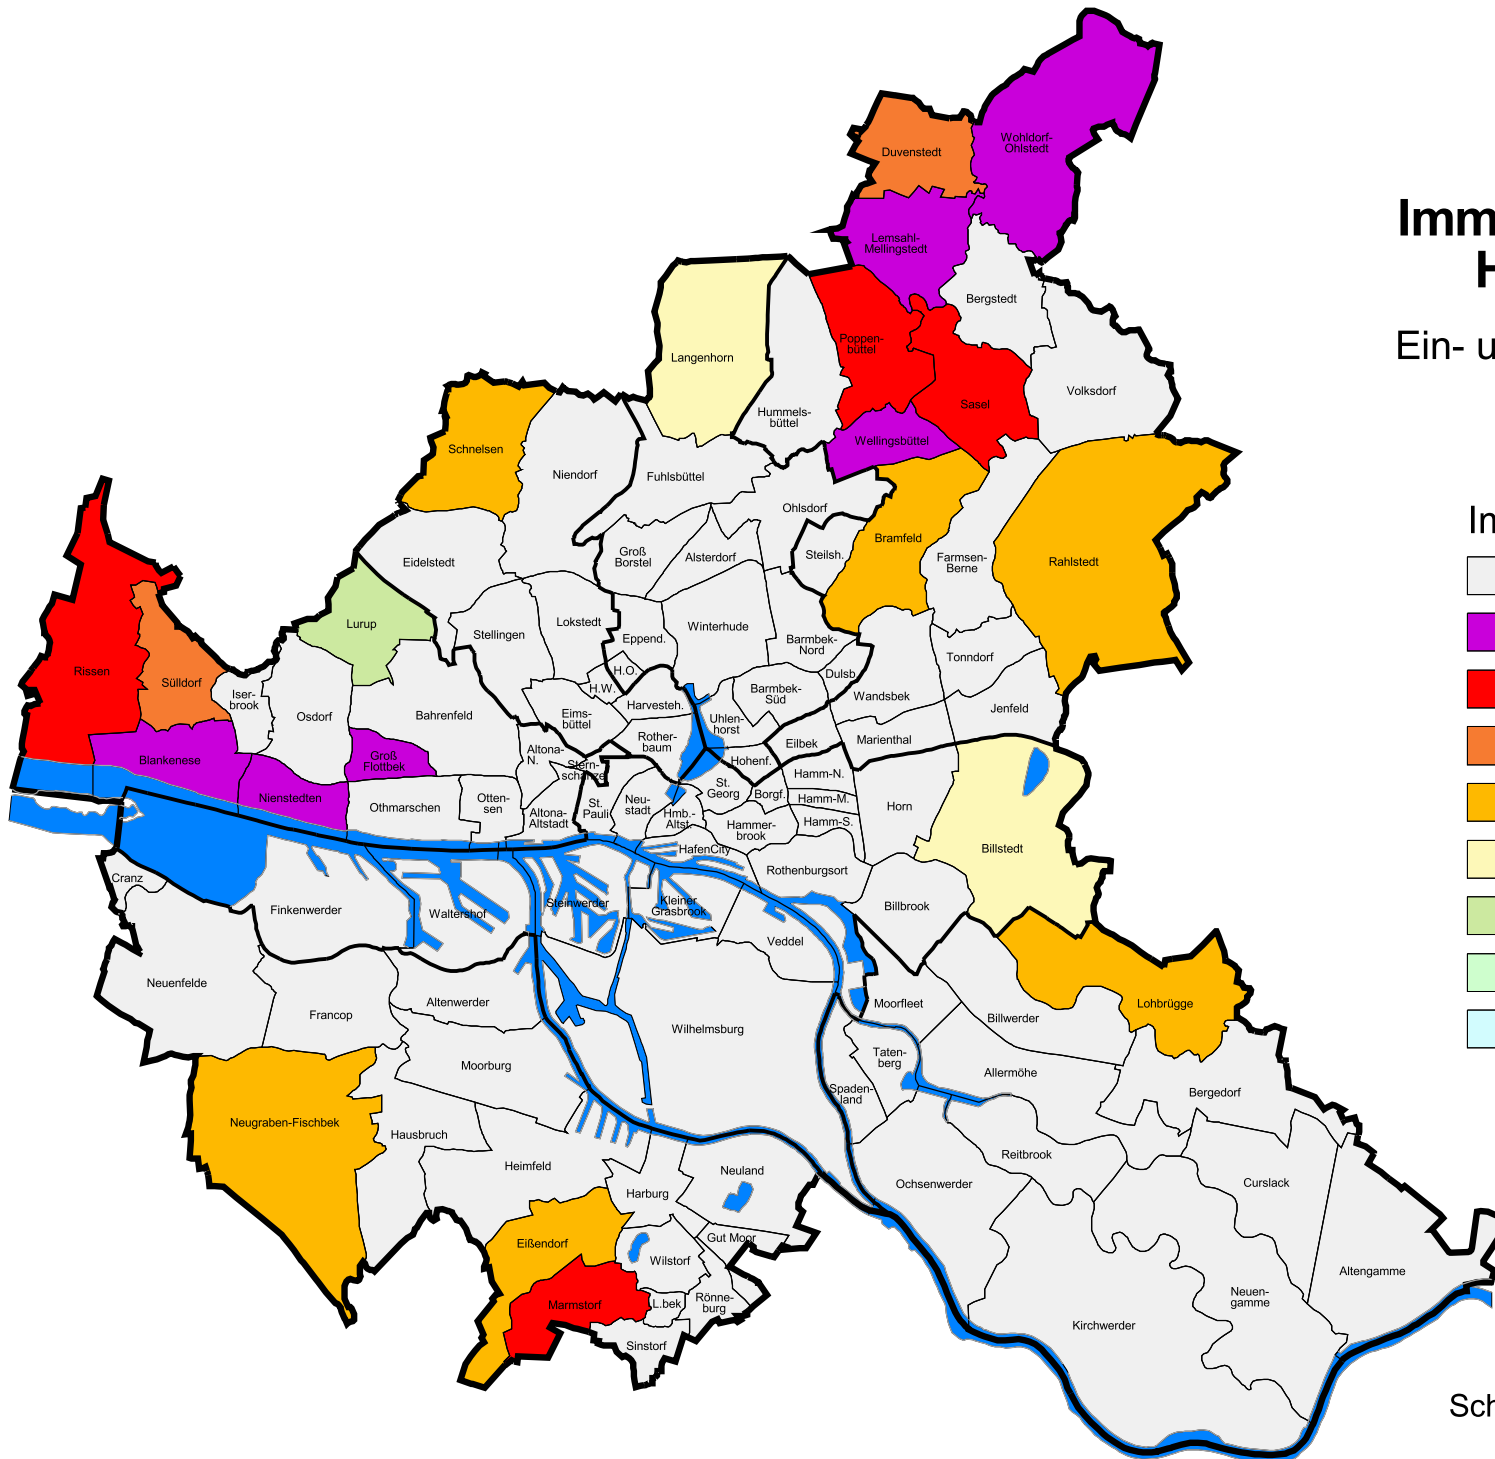 Wohldorf-
Ohlstedt
Duvenstedt
Imm
H
Lemsahl-
Mellingstedt
Bergstedt
Ein- u
Poppen-
büttel
Langenhorn
Volksdorf
Sasel
Hummels-
büttel
Wellingsbüttel
Schnelsen
Niendorf
Fuhlsbüttel
Ohlsdorf
In
Bramfeld
Groß
Borstel
Alsterdorf
Steilsh.
Farmsen-
Berne
Rahlstedt
Eidelstedt
Lurup
Stellingen
Lokstedt
Eppend.
Winterhude
Barmbek-
Nord
Tonndorf
Rissen
Sülldorf
H.O.
Dulsb.
H.W.
Iser-
brook
Barmbek-
Süd
Wandsbek
Harvesteh.
Jenfeld
Osdorf
Bahrenfeld
Eims-
büttel
Uhlen-
horst
Rother-
baum
Eilbek
Marienthal
Blankenese
Groß
Flottbek
Altona-
N.
Stern-
schanze
Hohenf.
Hamm-N.
Nienstedten
Othmarschen
Otten-
sen
Altona-
Altstadt
St.
Pauli
Neu-
stadt
St.
Georg
Borgf.
Hamm-M.
Horn
Hmb.-
Altst.
Hammer-
brook
Hamm-S.
HafenCity
Billstedt
Rothenburgsort
Cranz
Finkenwerder
Waltershof
Steinwerder
Kleiner
Grasbrook
Billbrook
Veddel
Neuenfelde
Altenwerder
Moorfleet
Lohbrügge
Francop
Wilhelmsburg
Billwerder
Moorburg
Taten-
berg
Allermöhe
Spaden-
land
Bergedorf
Neugraben-Fischbek
Hausbruch
Heimfeld
Neuland
Reitbrook
Ochsenwerder
Curslack
Harburg
Eißendorf
Gut Moor
Wilstorf
Altengamme
Marmstorf
L.bek
Rönne-
burg
Neuen-
gamme
Kirchwerder
Sinstorf
Sch